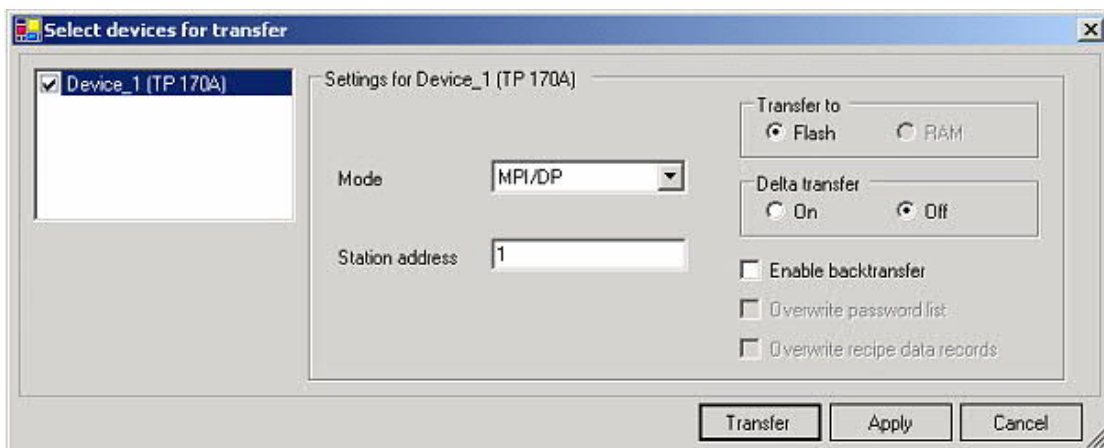 Select devices for transfer
Device_1 (TP 170A)
Settings for Device_1 (TP 170A)
Mode
MPI/DP
Station address
1
Transfer to
Flash
RAM
Delta transfer
On
Off
Enable backtransfer
Overwrite password list
Overwrite recipe data records
Transfer
Apply
Cancel